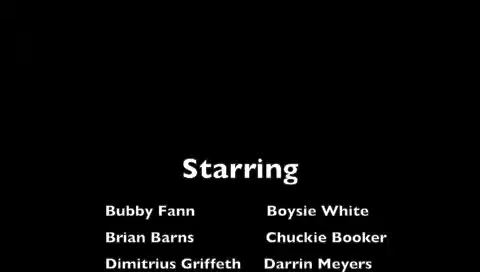 Starring
Bubby Fann Boysie White
Brian Barns Chuckie Booker
Dimitrius Griffeth Darrin Meyers